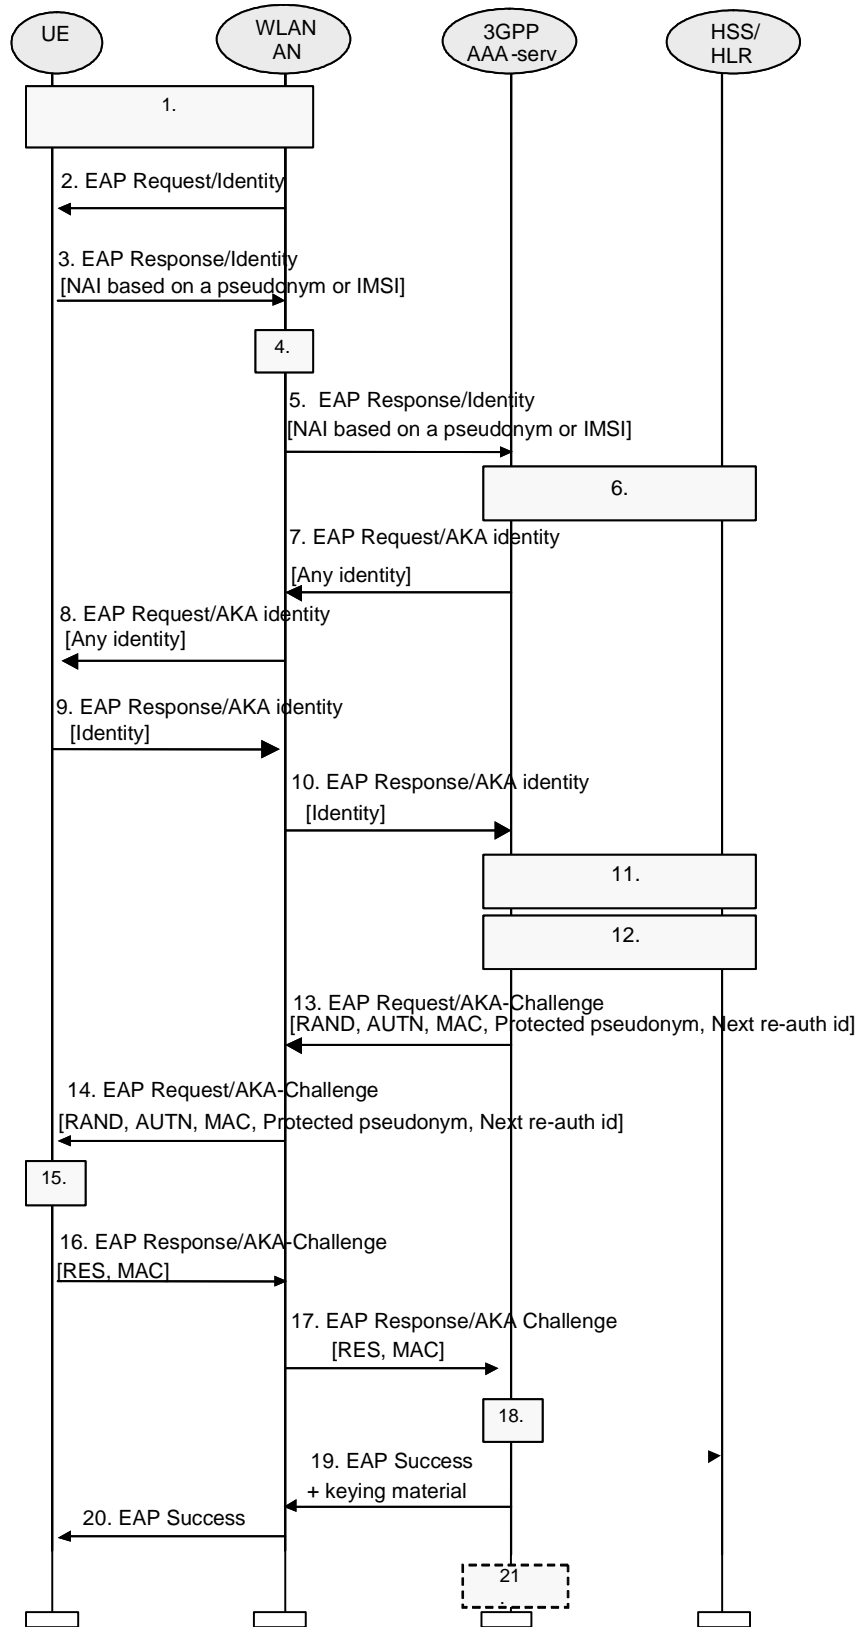 UE
WLAN
AN
3GPP
AAA-serv
HSS/
HLR
1.
2. EAP Request/Identity
3. EAP Response/Identity
[NAI based on a pseudonym or IMSI]
4.
5. EAP Response/Identity
[NAI based on a pseudonym or IMSI]
6.
7. EAP Request/AKA identity
[Any identity]
8. EAP Request/AKA identity
[Any identity]
9. EAP Response/AKA identity
[Identity]
10. EAP Response/AKA identity
[Identity]
11.
12.
13. EAP Request/AKA-Challenge
[RAND, AUTN, MAC, Protected pseudonym, Next re-auth id]
14. EAP Request/AKA-Challenge
[RAND, AUTN, MAC, Protected pseudonym, Next re-auth id]
15.
16. EAP Response/AKA-Challenge
[RES, MAC]
17. EAP Response/AKA Challenge
[RES, MAC]
18.
19. EAP Success
+ keying material
20. EAP Success
21
.